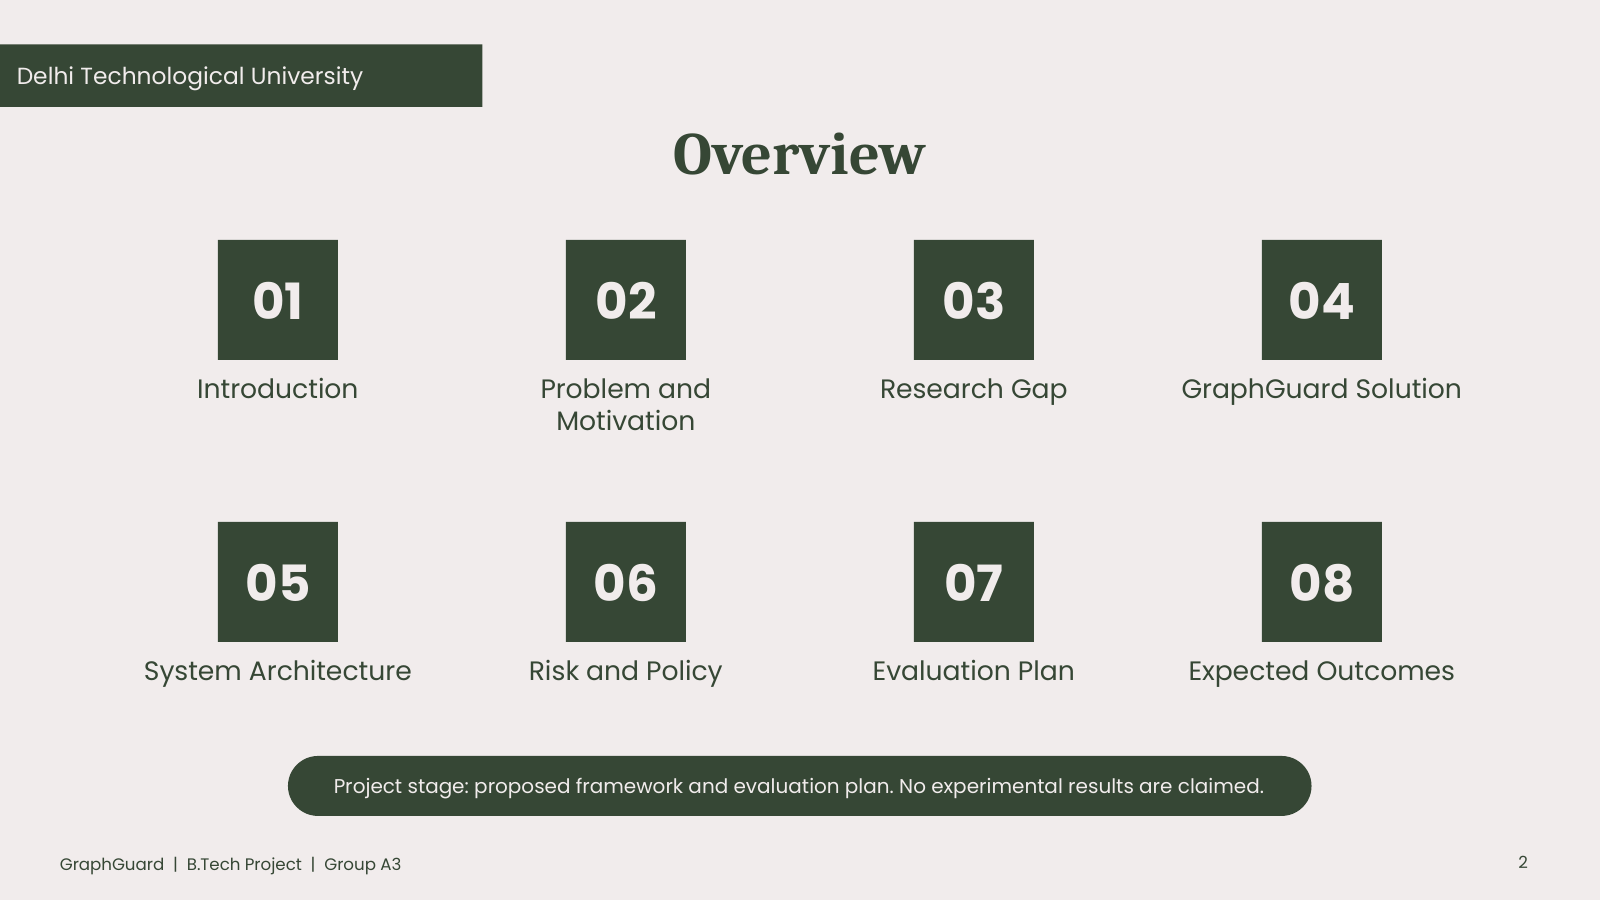 Delhi Technological University
Overview
01
02
03
04
Introduction
Problem and
Motivation
Research Gap
GraphGuard Solution
05
06
07
08
System Architecture
Risk and Policy
Evaluation Plan
Expected Outcomes
Project stage: proposed framework and evaluation plan. No experimental results are claimed.
GraphGuard | B.Tech Project | Group A3
2